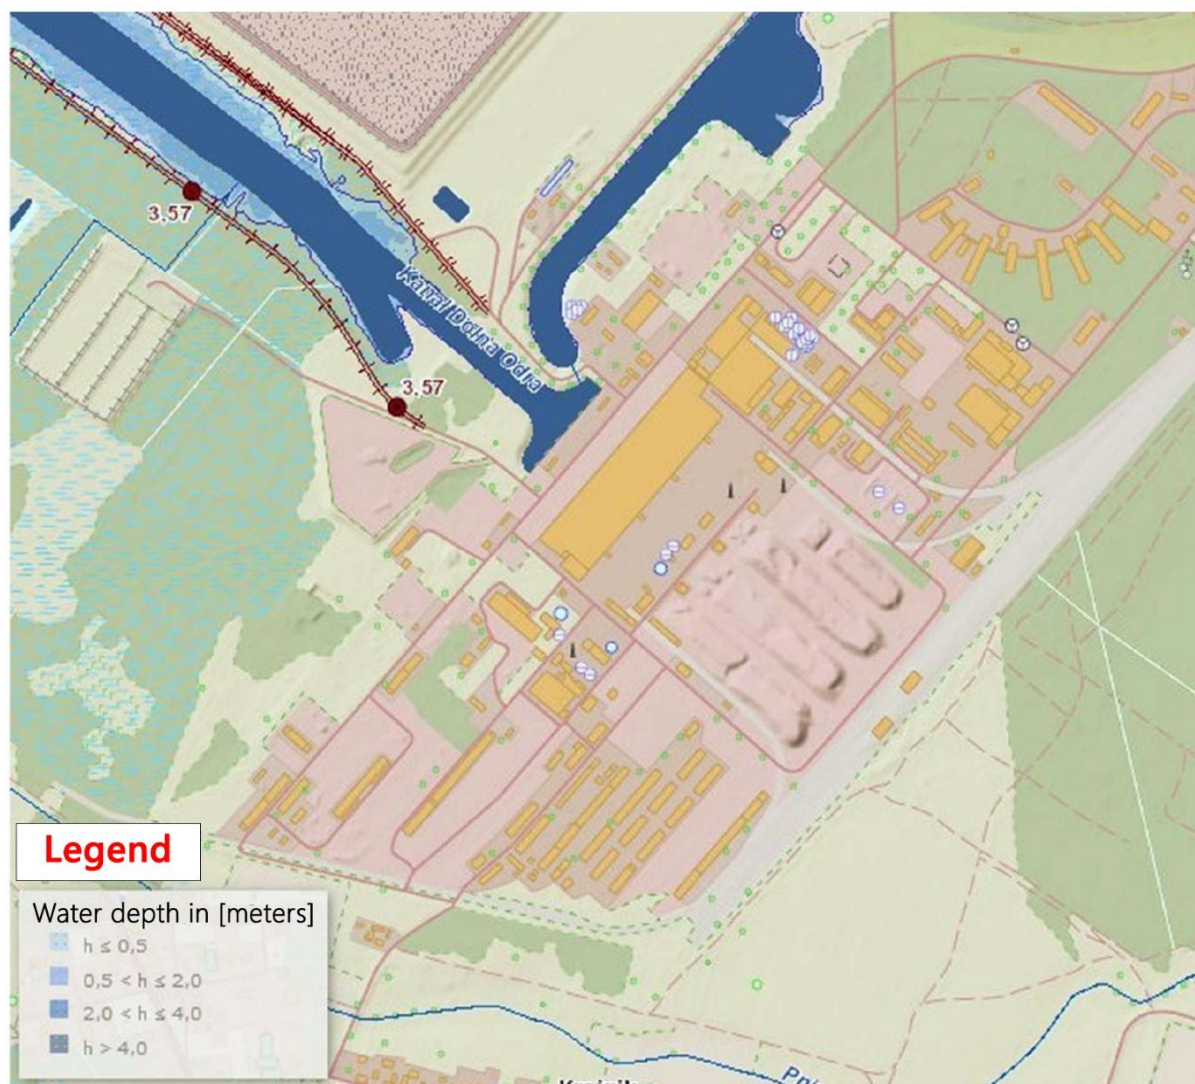 3,57
Kanał Dolna Odra
3,57
Legend
Water depth in [meters]
h ≤ 0,5
0,5 < h ≤ 2,0
2,0 < h ≤ 4,0
h > 4,0